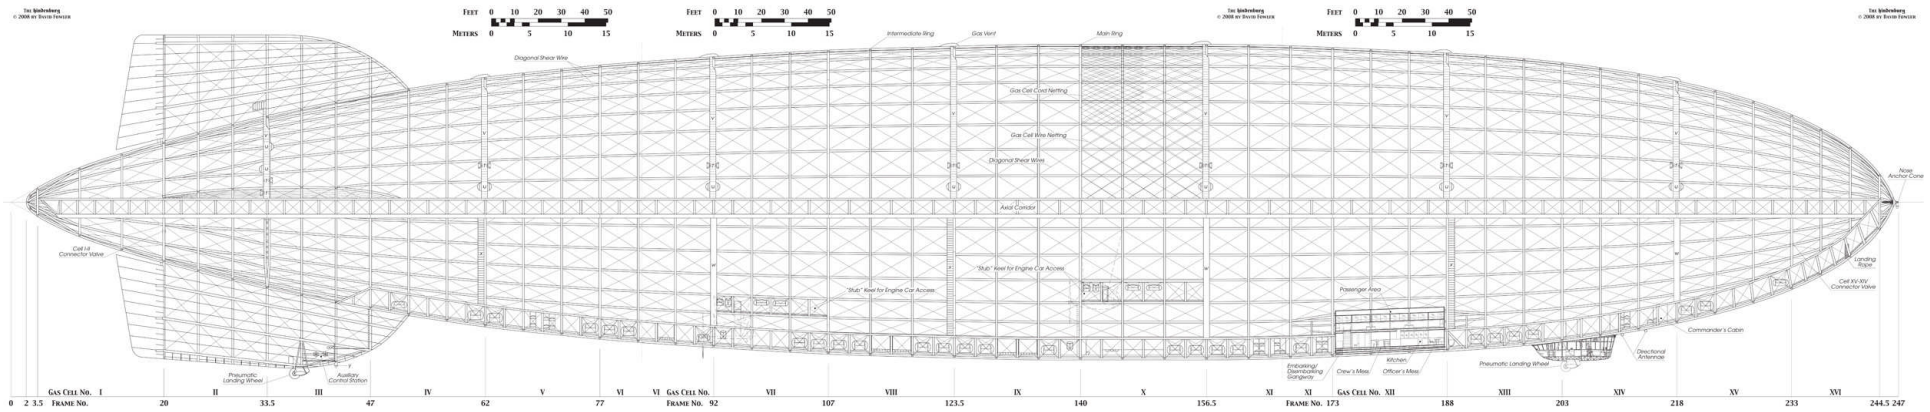 The Hindenburg
© 2008 by David Fowler
Feet 0 10 20 30 40 50
Meters 0 5 10 15
Feet 0 10 20 30 40 50
Meters 0 5 10 15
The Hindenburg
© 2008 by David Fowler
Feet 0 10 20 30 40 50
Meters 0 5 10 15
The Hindenburg
© 2008 by David Fowler
Intermediate Ring
Gas Vent
Main Ring
Diagonal Shear Wire
Gas Cell Cord Netting
Gas Cell Wire Netting
Diagonal Shear Wires
Nose
Anchor Cone
Axial Corridor
Cell I-II
Connector Valve
"Stub" Keel for Engine Car Access
"Stub" Keel for Engine Car Access
Landing
Rope
Cell XV-XIV
Connector Valve
Passenger Area
Commander's Cabin
Directional
Antennae
Pneumatic
Landing Wheel
Auxiliary
Control Station
Embarking/
Disembarking
Gangway
Crew's Mess
Kitchen
Officer's Mess
Pneumatic Landing Wheel
Gas Cell No. I II III IV V VI VI Gas Cell No. VII VIII IX X XI XI Gas Cell No. XII XIII XIV XV XVI
0 2 3.5 Frame No. 20 33.5 47 62 77 Frame No. 92 107 123.5 140 156.5 Frame No. 173 188 203 218 233 244.5 247